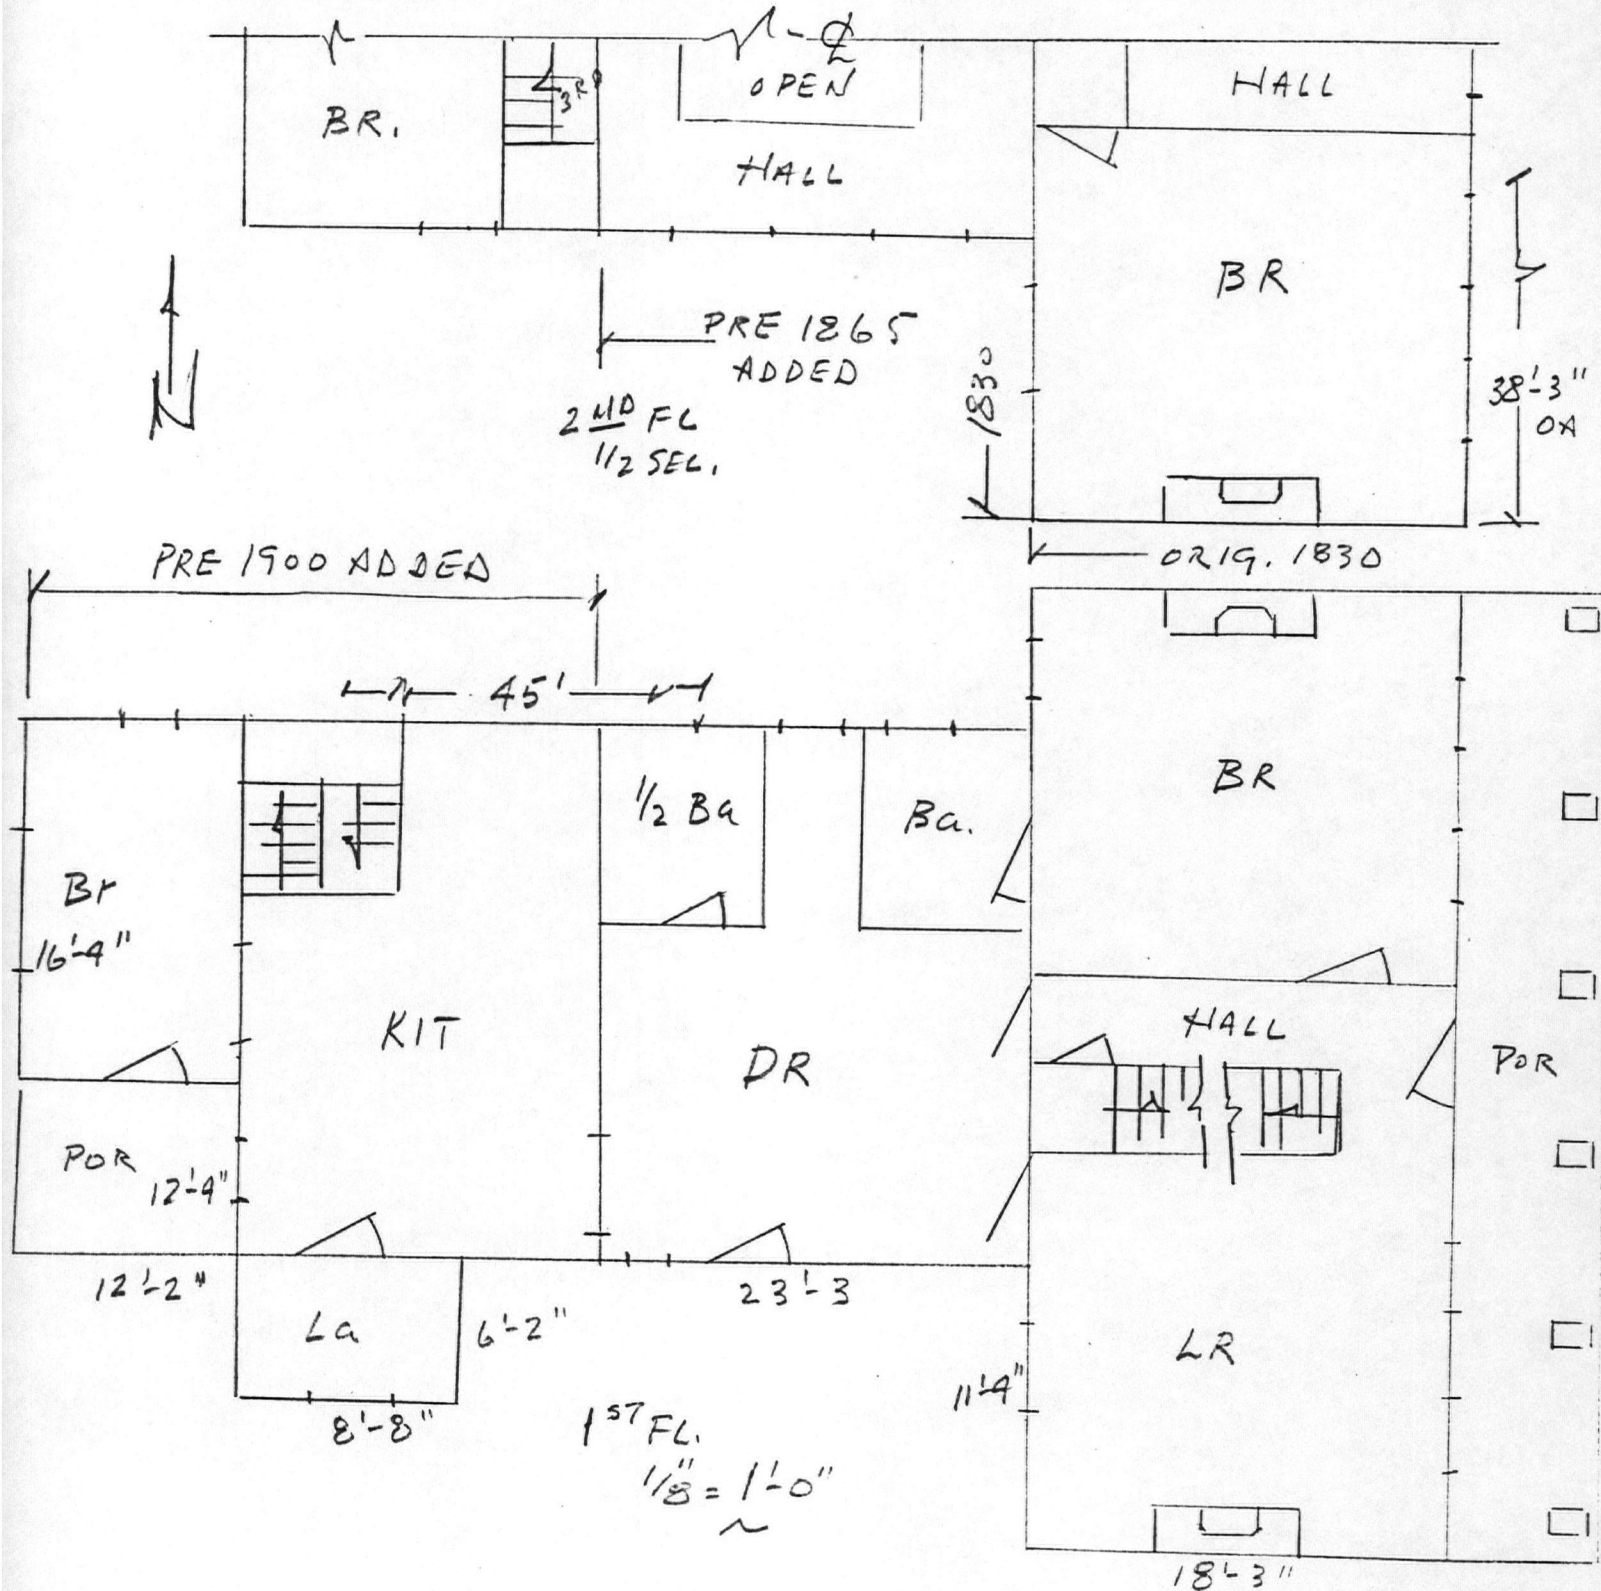 ℄
OPEN
HALL
BR.
3RD
HALL
BR
PRE 1865
ADDED
1830
38'-3"
OA
2ND FL
1/2 SEC.
N
PRE 1900 ADDED
ORIG. 1830
45'
1/2 Ba
Ba.
BR
Br
16'-4"
KIT
DR
HALL
POR
POR
12'-4"
12'-2"
23'-3
La
6'-2"
LR
11'-4"
8'-8"
1ST FL.
1/8" = 1'-0"
18'-3"